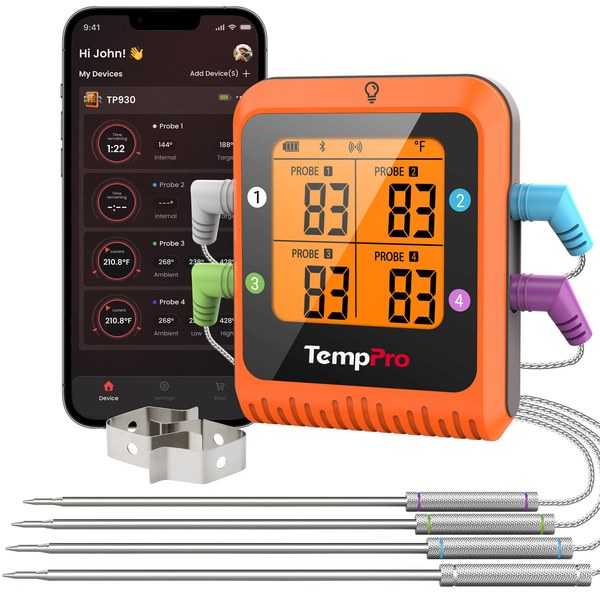 9:41
Hi John! 👋
My Devices
Add Device(S) +
TP930
Time remaining
1:22
Probe 1
144°
Internal
188°
Target
Time remaining
--:--
Probe 2
---°
Internal
current
210.8°F
Probe 3
268°
Ambient
current
210.8°F
Probe 4
268°
Ambient
428°
High
Device
Settings
Shop
°F
PROBE 1
83
PROBE 2
83
PROBE 3
83
PROBE 4
83
1
2
3
4
TempPro